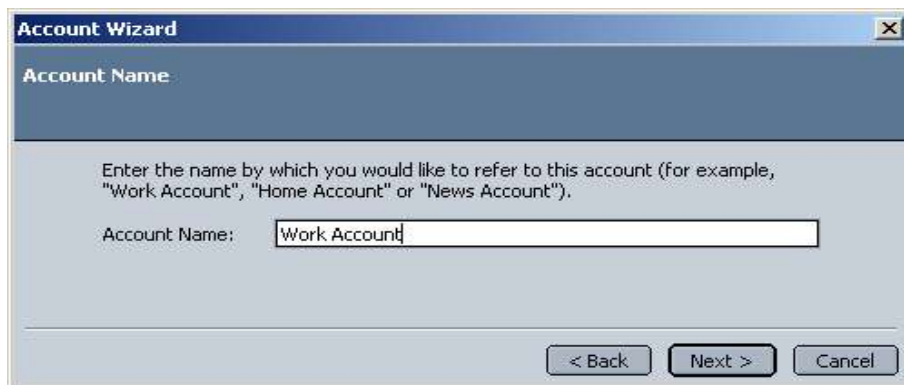 Account Wizard
Account Name
Enter the name by which you would like to refer to this account (for example,
"Work Account", "Home Account" or "News Account").
Account Name: Work Account
< Back Next > Cancel